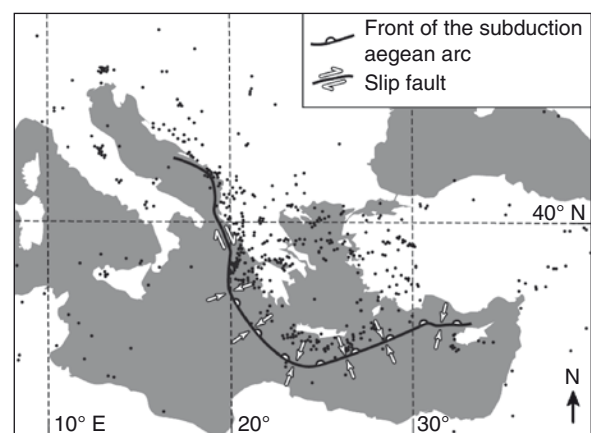 Front of the subduction
aegean arc
Slip fault
40° N
N
10° E
20°
30°